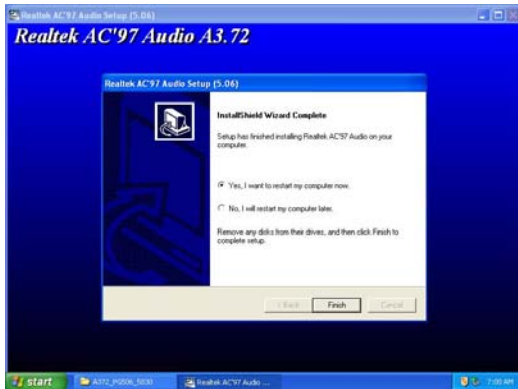 Realtek AC'97 Audio Setup (5.06)
Realtek AC'97 Audio A3.72
Realtek AC'97 Audio Setup (5.06)
InstallShield Wizard Complete
Setup has finished installing Realtek AC'97 Audio on your
computer.
Yes, I want to restart my computer now.
No, I will restart my computer later.
Remove any disks from their drives, and then click Finish to
complete setup.
< Back Finish Cancel
start Realtek AC'97 Audio ... 7:00 AM